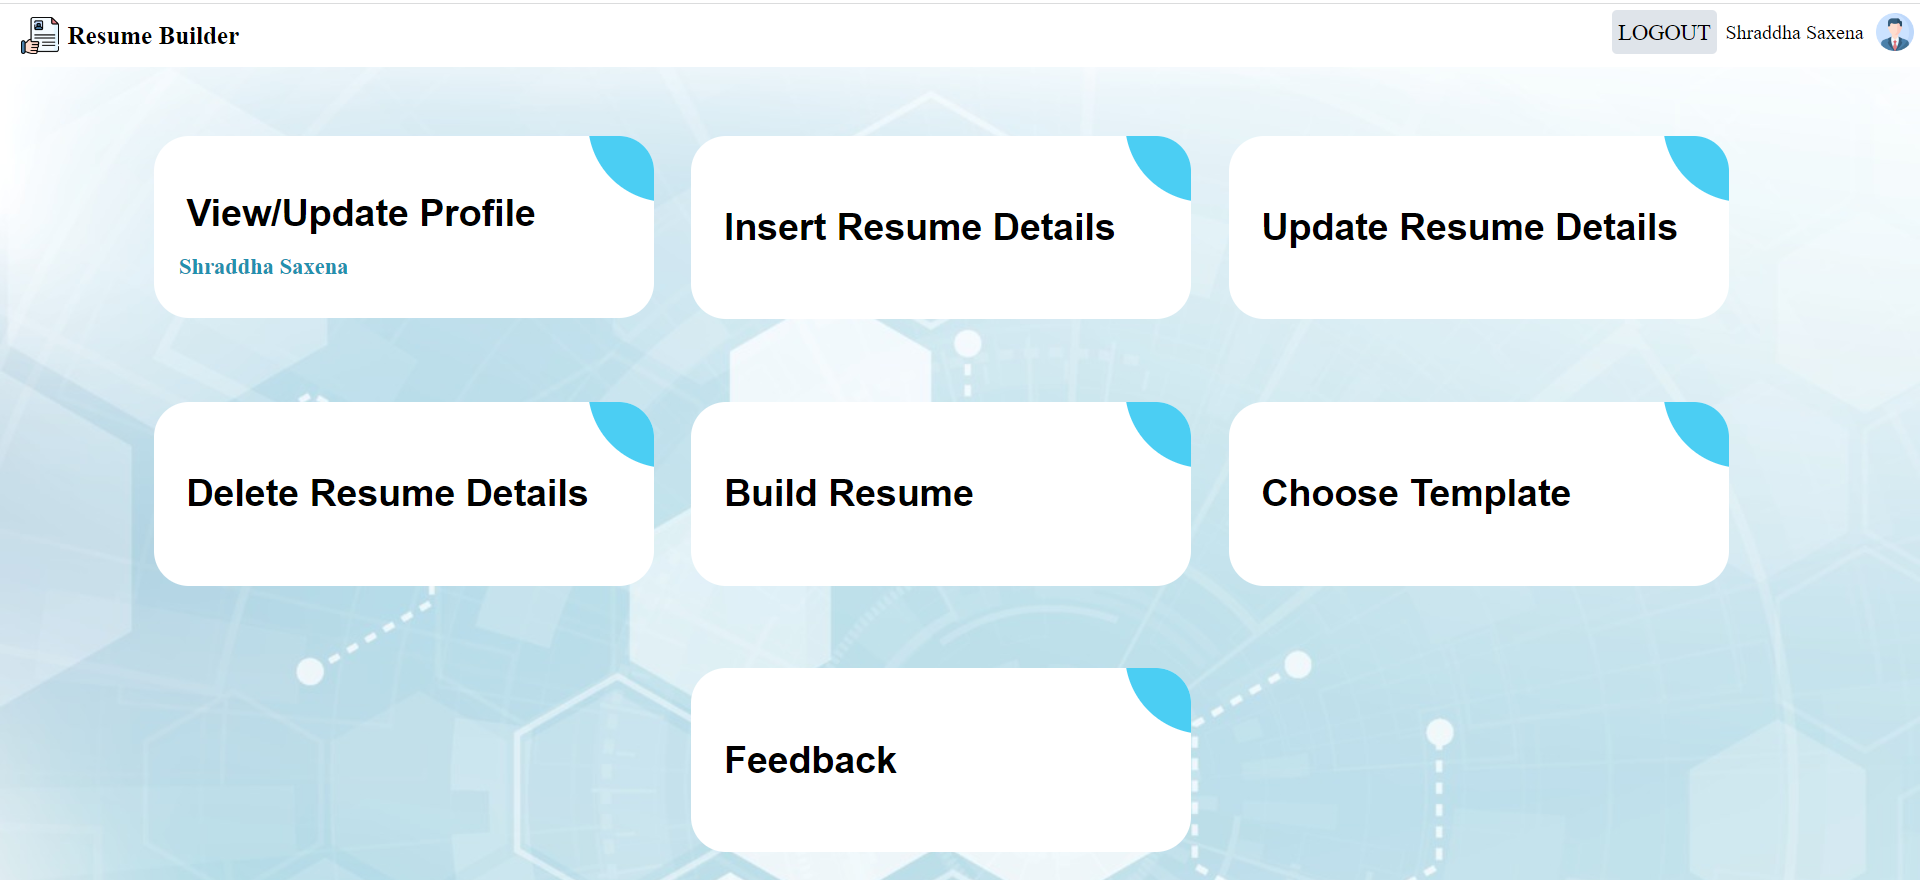 Resume Builder
LOGOUT Shraddha Saxena
View/Update Profile
Shraddha Saxena
Insert Resume Details
Update Resume Details
Delete Resume Details
Build Resume
Choose Template
Feedback